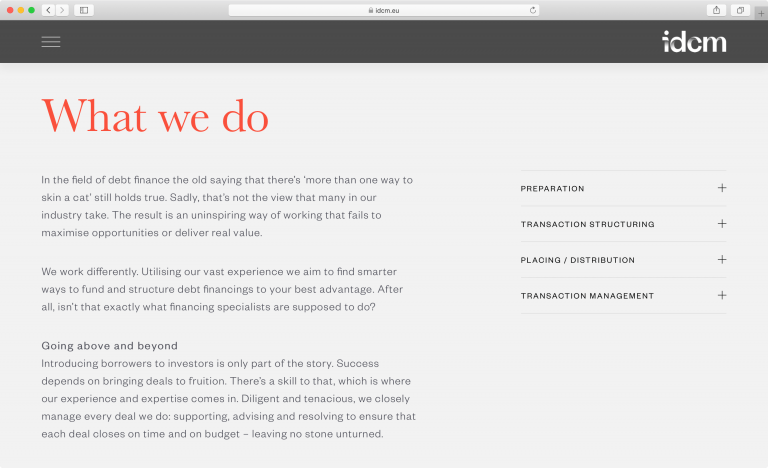 idcm.eu
idcm
What we do
In the field of debt finance the old saying that there's 'more than one way to
skin a cat' still holds true. Sadly, that's not the view that many in our
industry take. The result is an uninspiring way of working that fails to
maximise opportunities or deliver real value.
We work differently. Utilising our vast experience we aim to find smarter
ways to fund and structure debt financings to your best advantage. After
all, isn't that exactly what financing specialists are supposed to do?
Going above and beyond
Introducing borrowers to investors is only part of the story. Success
depends on bringing deals to fruition. There's a skill to that, which is where
our experience and expertise comes in. Diligent and tenacious, we closely
manage every deal we do: supporting, advising and resolving to ensure that
each deal closes on time and on budget – leaving no stone unturned.
PREPARATION
TRANSACTION STRUCTURING
PLACING / DISTRIBUTION
TRANSACTION MANAGEMENT